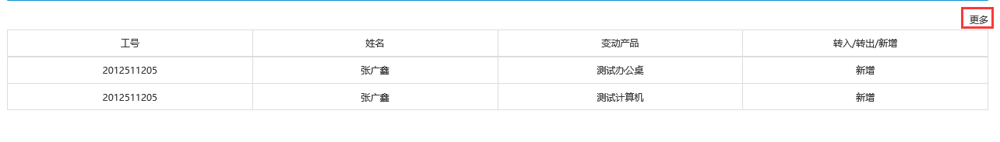 更多
工号 姓名 变动产品 转入/转出/新增
2012511205 张广鑫 测试办公桌 新增
2012511205 张广鑫 测试计算机 新增